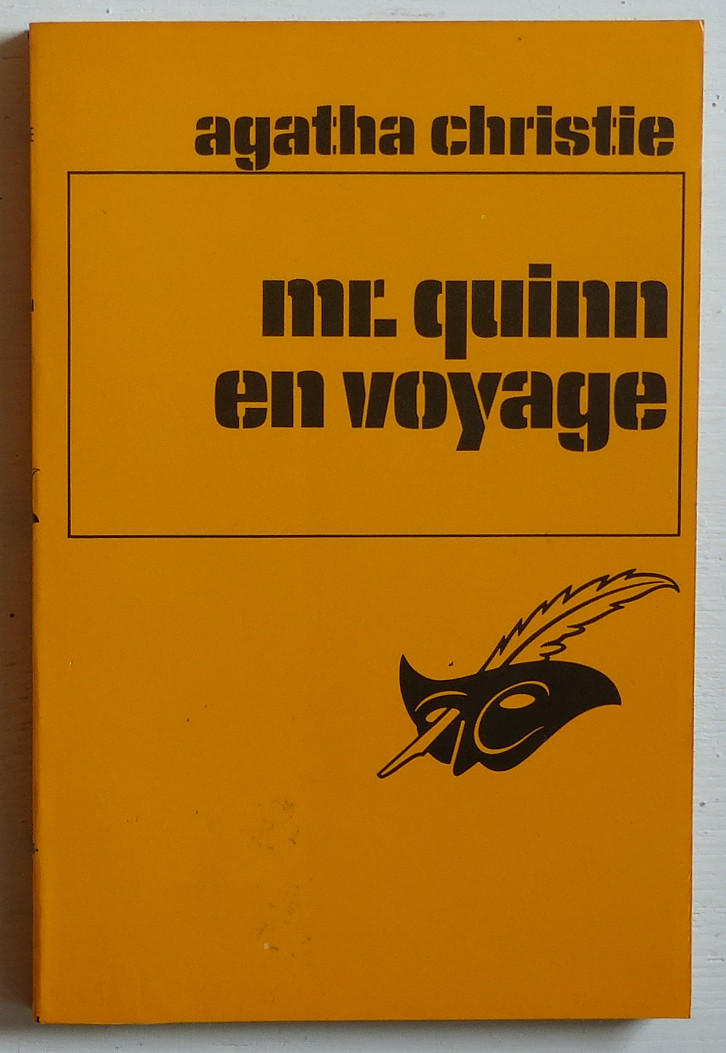 agatha christie
mr. quinn
en voyage